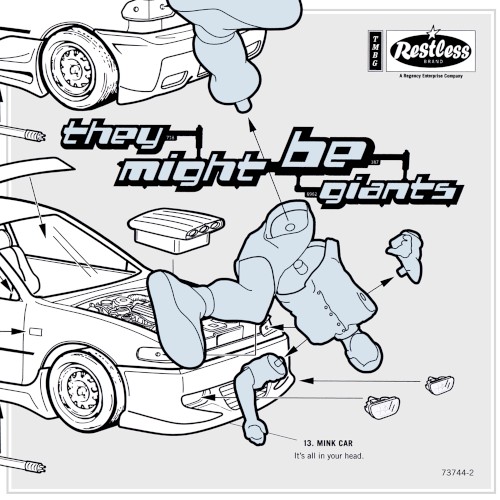 TMBG
Restless
BRAND
A Regency Enterprise Company
they
might be
giants
13. MINK CAR
It's all in your head.
73744-2